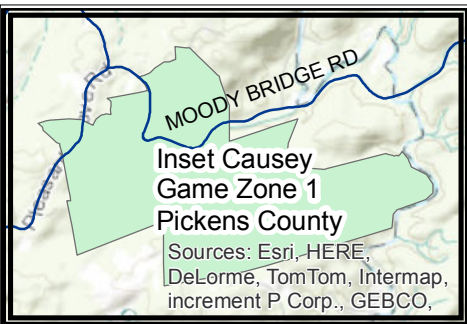 MOODY BRIDGE RD
Inset Causey
Game Zone 1
Pickens County
Sources: Esri, HERE,
DeLorme, TomTom, Intermap,
increment P Corp., GEBCO,